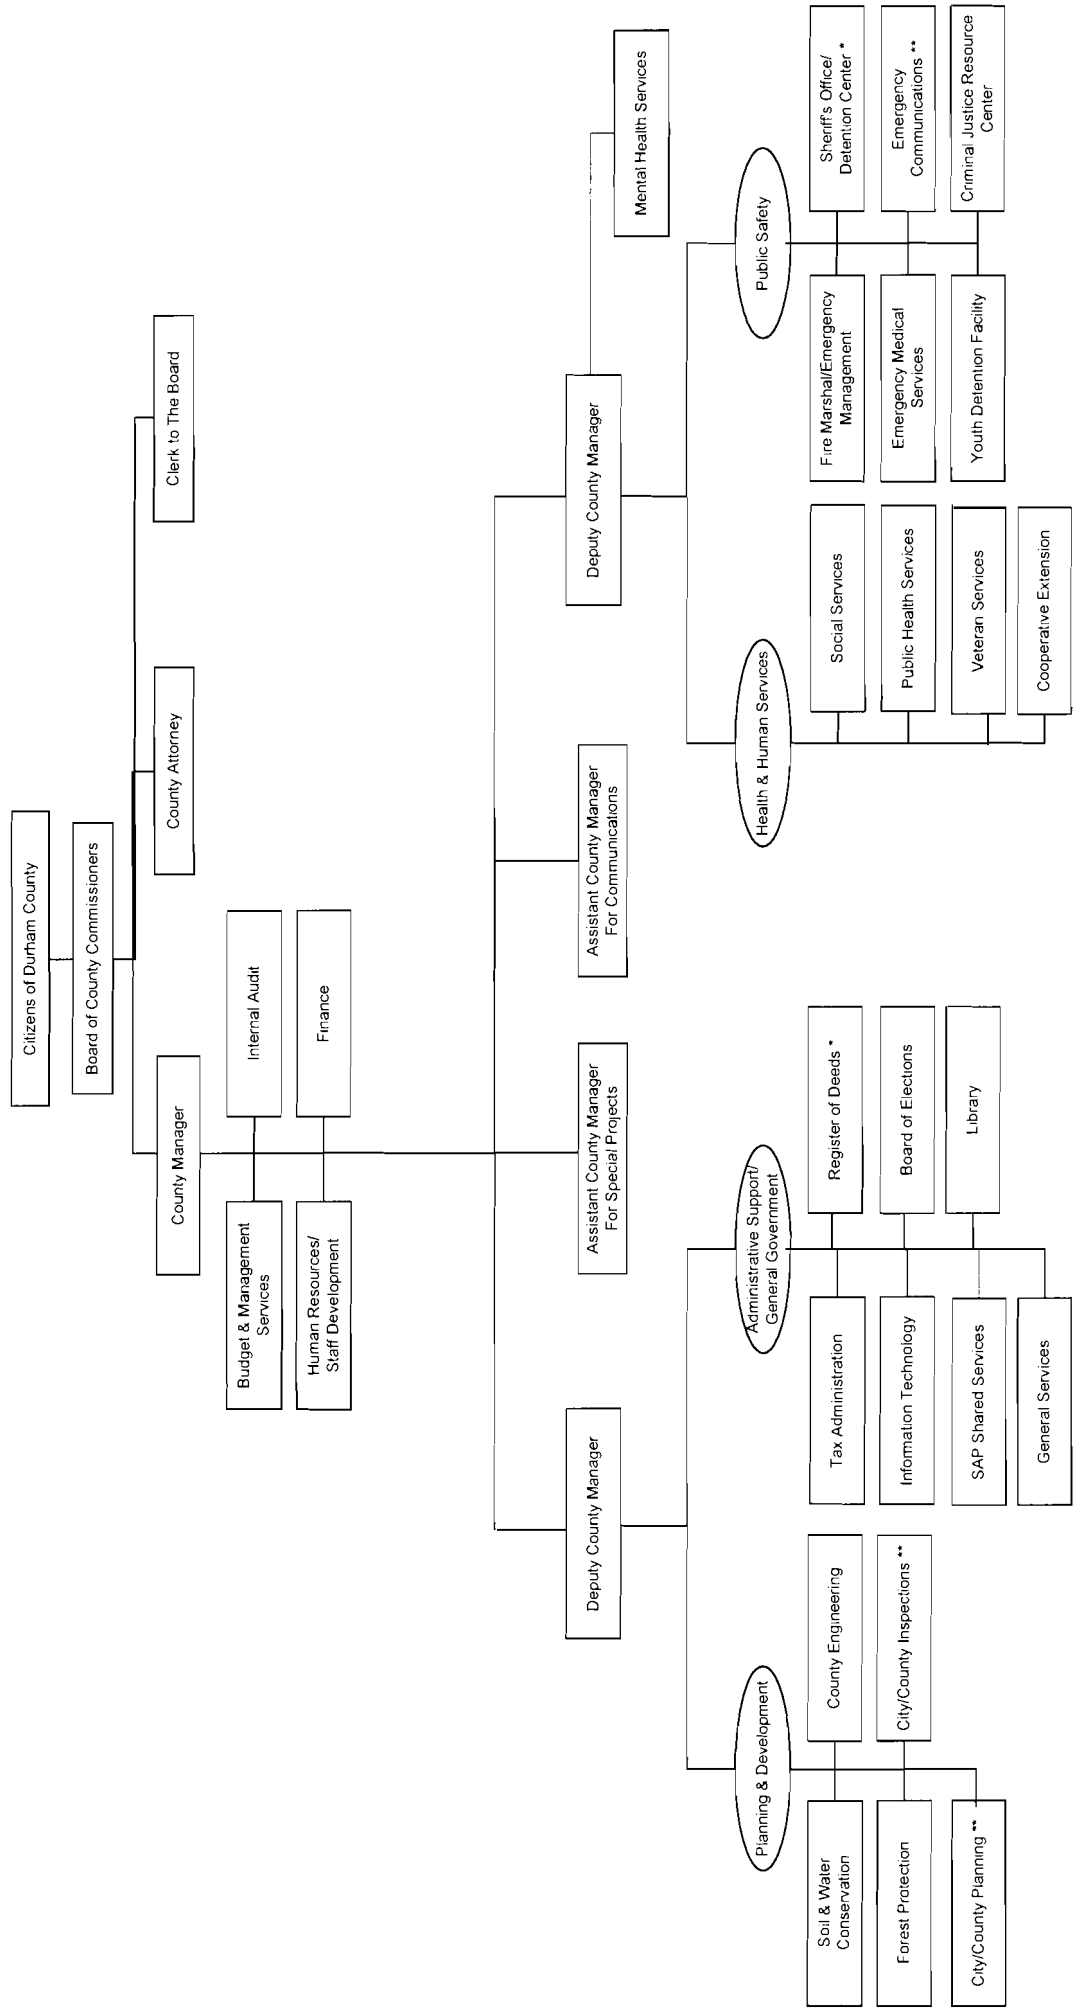 Citizens of Durham County
Board of County Commissioners
County Manager
County Attorney
Clerk to The Board
Budget & Management
Services
Internal Audit
Human Resources/
Staff Development
Finance
Deputy County Manager
Assistant County Manager
For Special Projects
Assistant County Manager
For Communications
Deputy County Manager
Mental Health Services
Planning & Development
Administrative Support/
General Government
Health & Human Services
Public Safety
Soil & Water
Conservation
County Engineering
Forest Protection
City/County Inspections **
City/County Planning **
Tax Administration
Register of Deeds *
Information Technology
Board of Elections
SAP Shared Services
Library
General Services
Social Services
Public Health Services
Veteran Services
Cooperative Extension
Fire Marshal/Emergency
Management
Sheriff's Office/
Detention Center *
Emergency Medical
Services
Emergency
Communications **
Youth Detention Facility
Criminal Justice Resource
Center